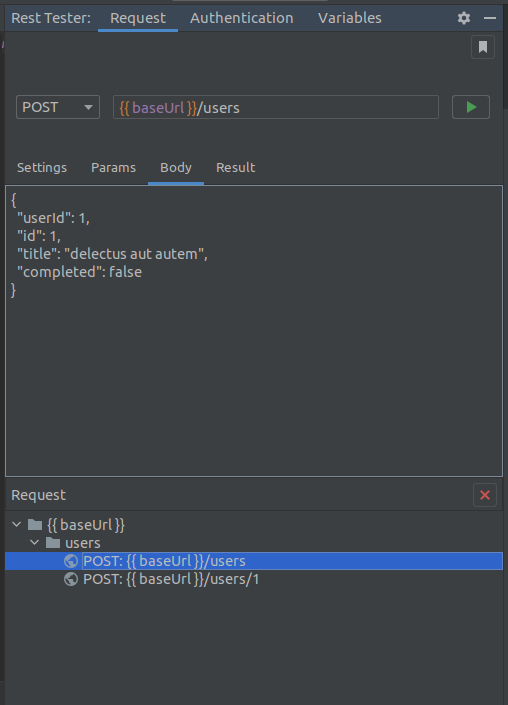 Rest Tester: Request Authentication Variables
POST {{ baseUrl }}/users
Settings Params Body Result
{
"userId": 1,
"id": 1,
"title": "delectus aut autem",
"completed": false
}
Request
{{ baseUrl }}
users
POST: {{ baseUrl }}/users
POST: {{ baseUrl }}/users/1